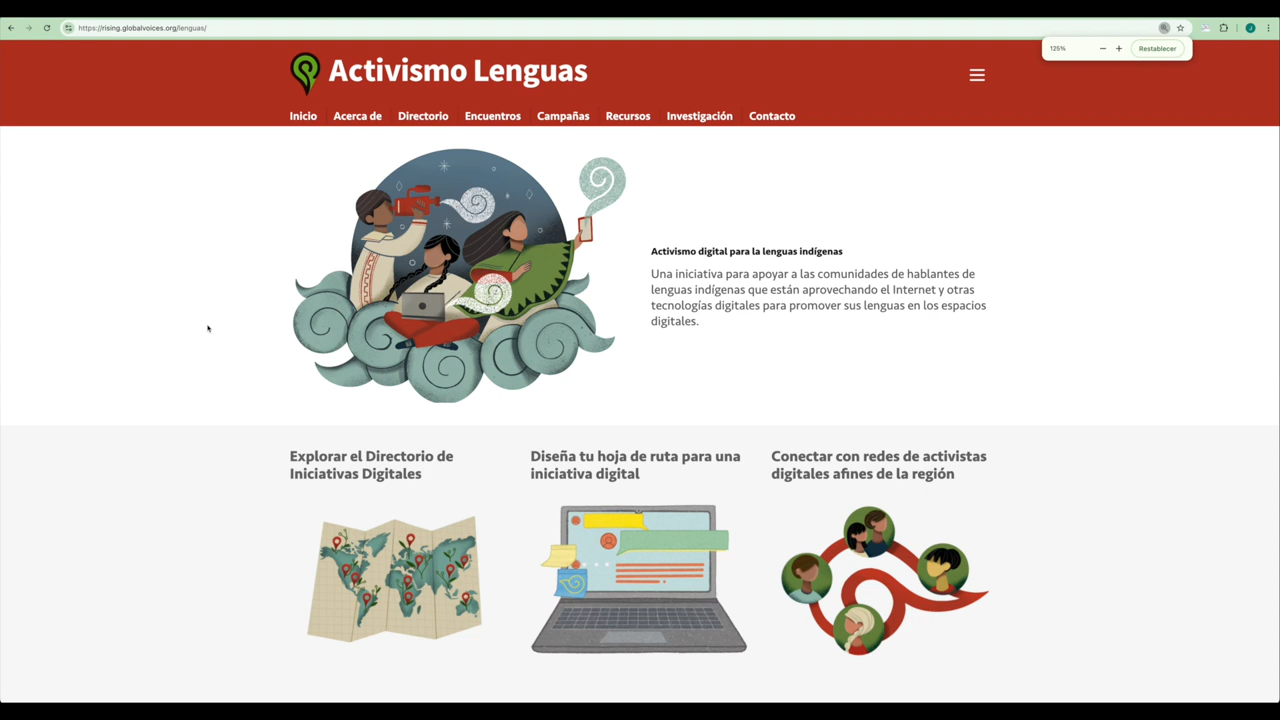 https://rising.globalvoices.org/lenguas/
125%
Restablecer
Activismo Lenguas
Inicio Acerca de Directorio Encuentros Campañas Recursos Investigación Contacto
Activismo digital para la lenguas indígenas
Una iniciativa para apoyar a las comunidades de hablantes de
lenguas indígenas que están aprovechando el Internet y otras
tecnologías digitales para promover sus lenguas en los espacios
digitales.
Explorar el Directorio de
Iniciativas Digitales
Diseña tu hoja de ruta para una
iniciativa digital
Conectar con redes de activistas
digitales afines de la región